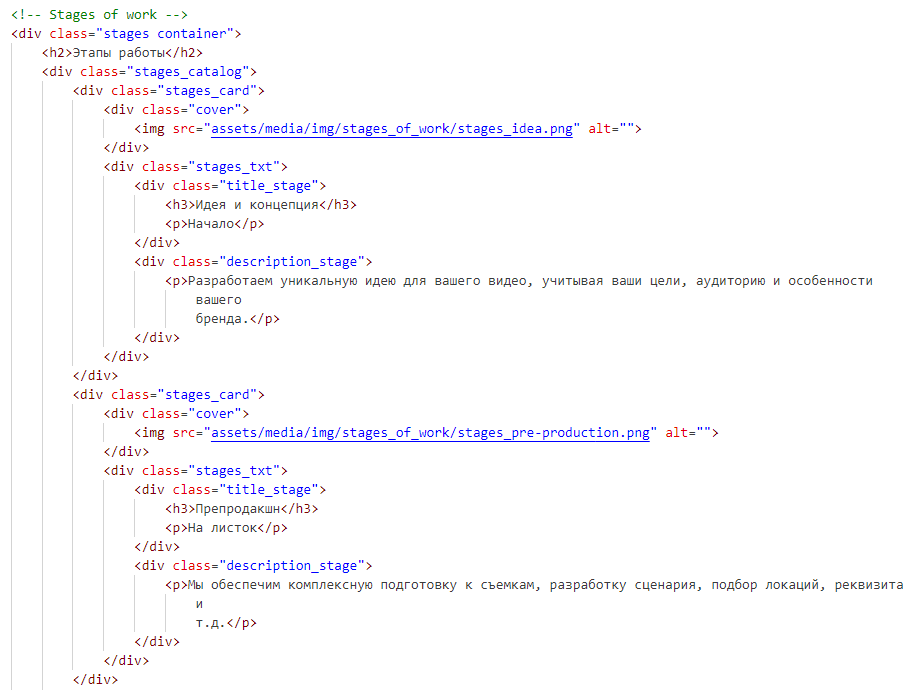 <!-- Stages of work -->
<div class="stages container">
<h2>Этапы работы</h2>
<div class="stages_catalog">
<div class="stages_card">
<div class="cover">
<img src="assets/media/img/stages_of_work/stages_idea.png" alt="">
</div>
<div class="stages_txt">
<div class="title_stage">
<h3>Идея и концепция</h3>
<p>Начало</p>
</div>
<div class="description_stage">
<p>Разработаем уникальную идею для вашего видео, учитывая ваши цели, аудиторию и особенности
вашего
бренда.</p>
</div>
</div>
</div>
<div class="stages_card">
<div class="cover">
<img src="assets/media/img/stages_of_work/stages_pre-production.png" alt="">
</div>
<div class="stages_txt">
<div class="title_stage">
<h3>Препродакшн</h3>
<p>На листок</p>
</div>
<div class="description_stage">
<p>Мы обеспечим комплексную подготовку к съемкам, разработку сценария, подбор локаций, реквизита
и
т.д.</p>
</div>
</div>
</div>